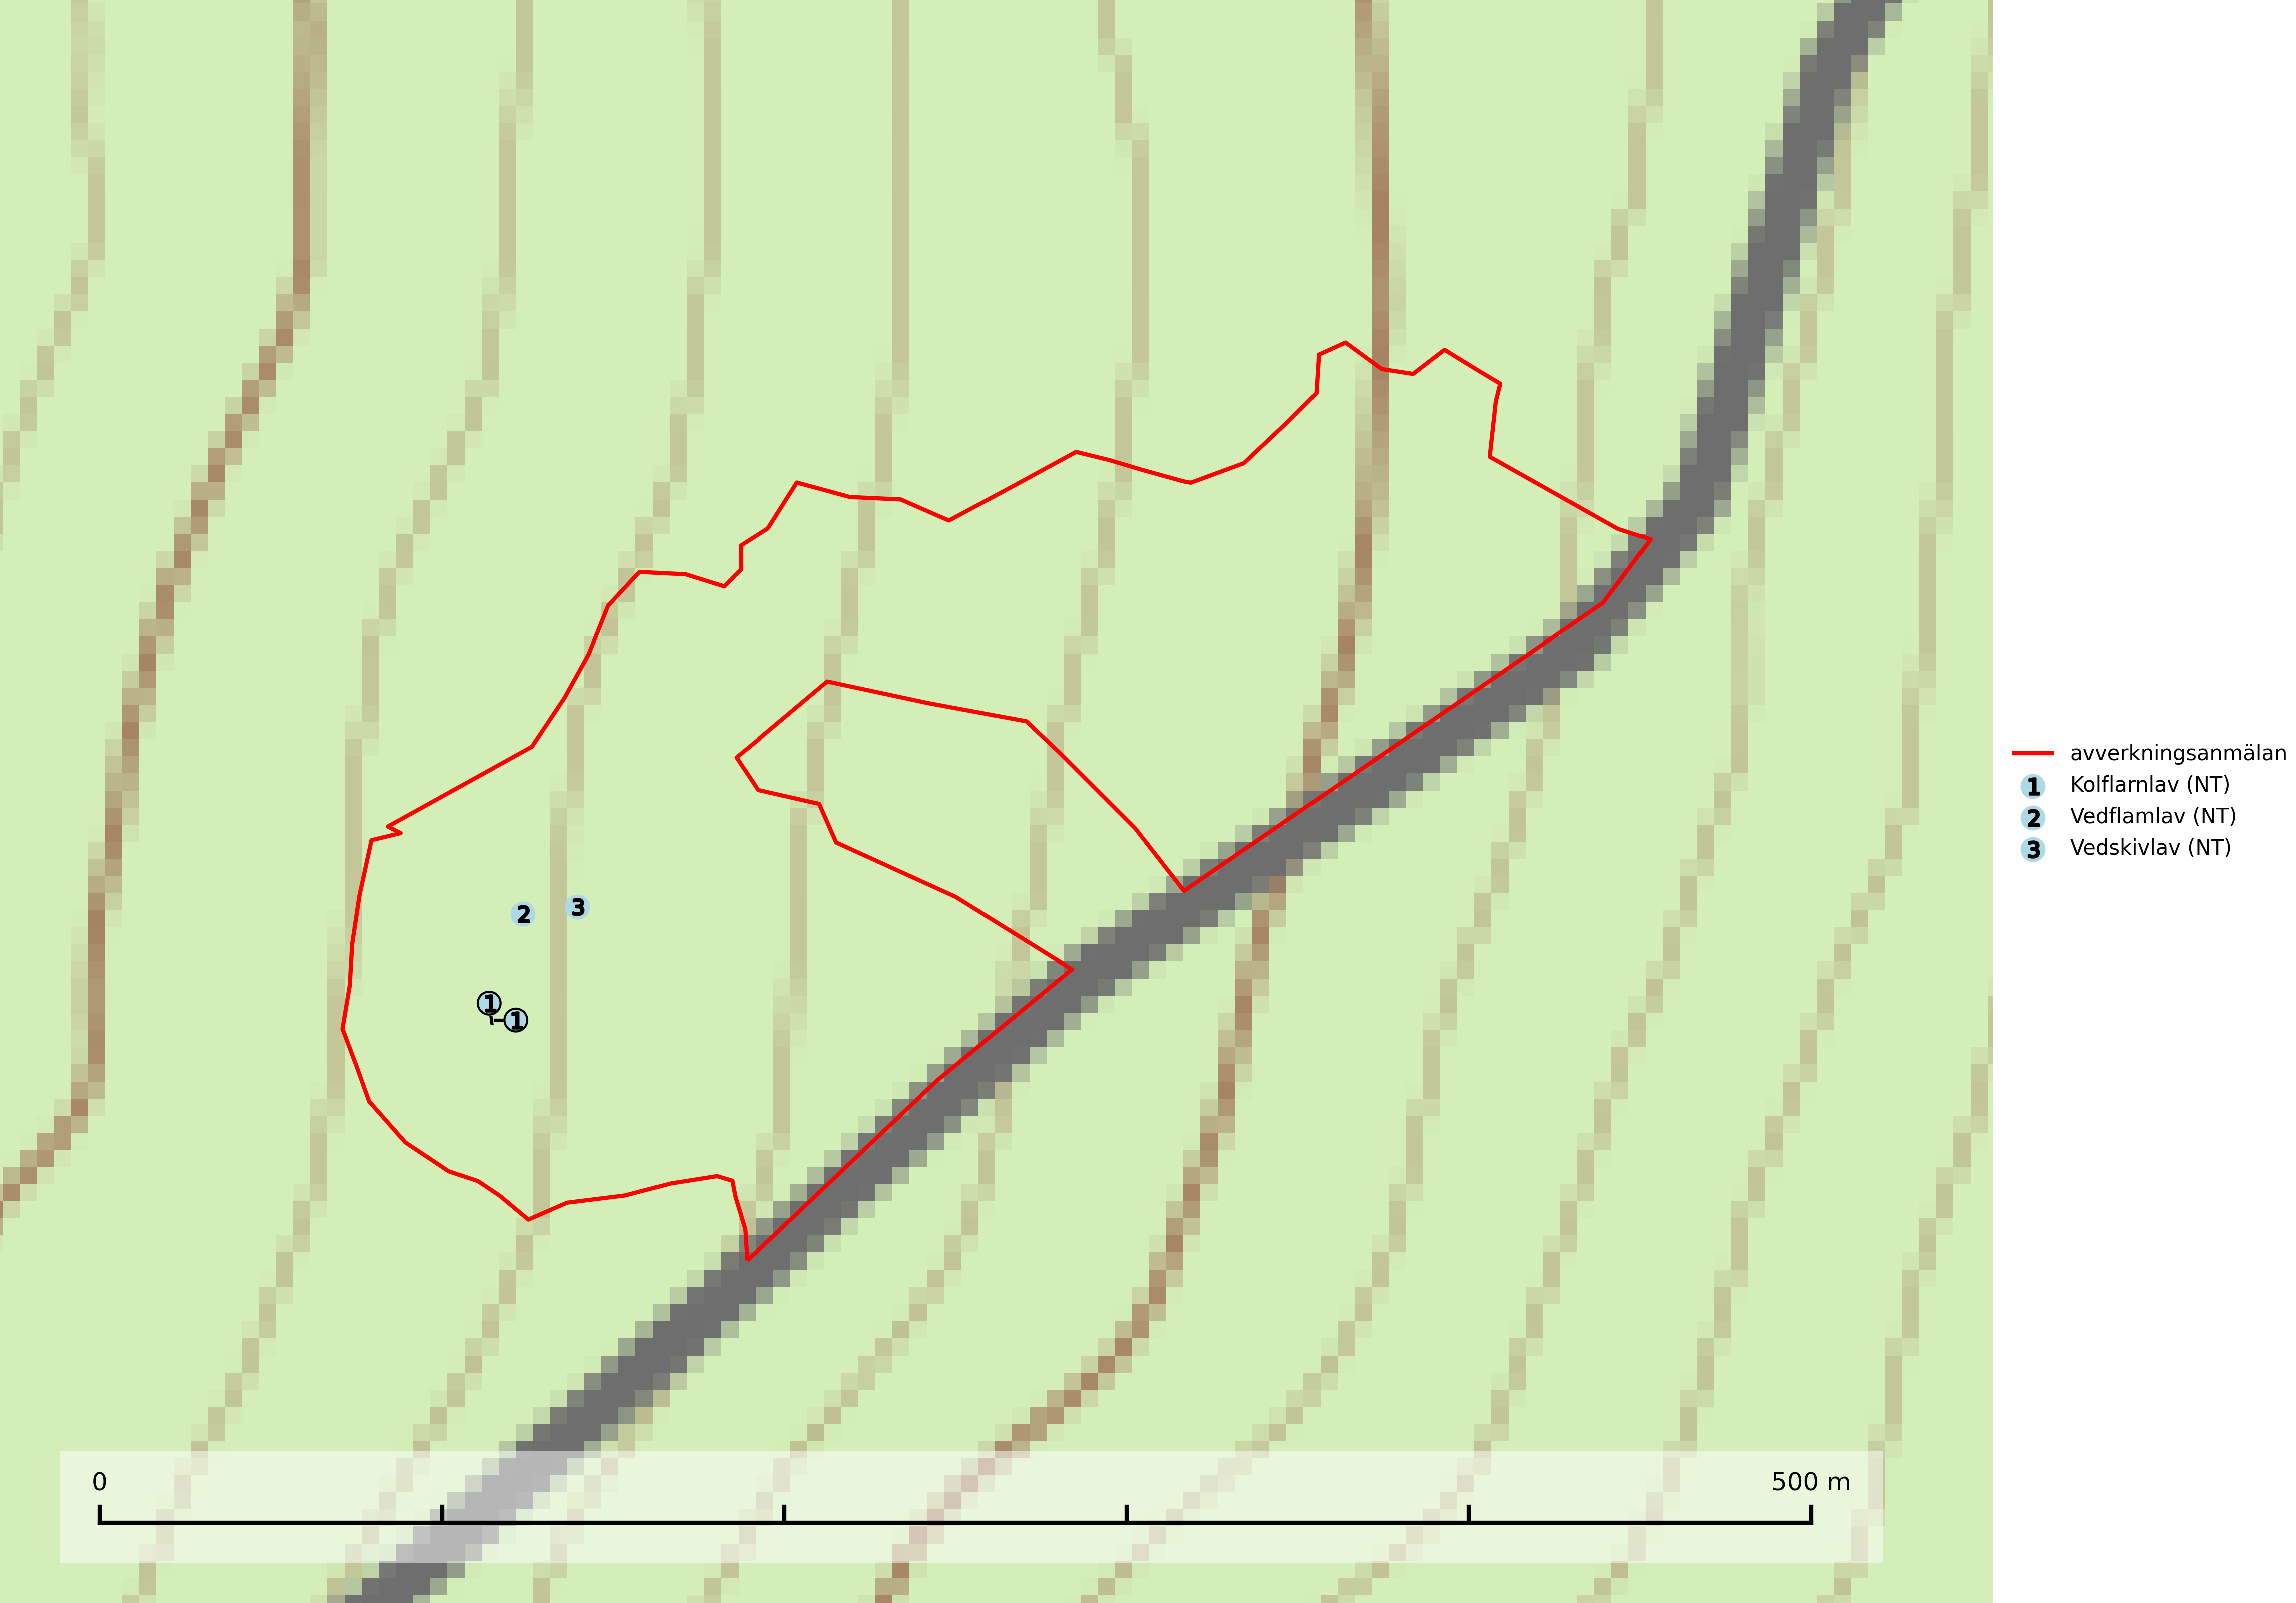 avverkningsanmälan
1 Kolflarnlav (NT)
2 Vedflamlav (NT)
3 Vedskivlav (NT)
2
3
1
1
0
500 m